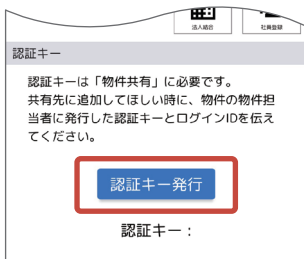 法人結合
社員登録
認証キー
認証キーは「物件共有」に必要です。
共有先に追加してほしい時に、物件の物件担
当者に発行した認証キーとログインIDを伝え
てください。
認証キー発行
認証キー：